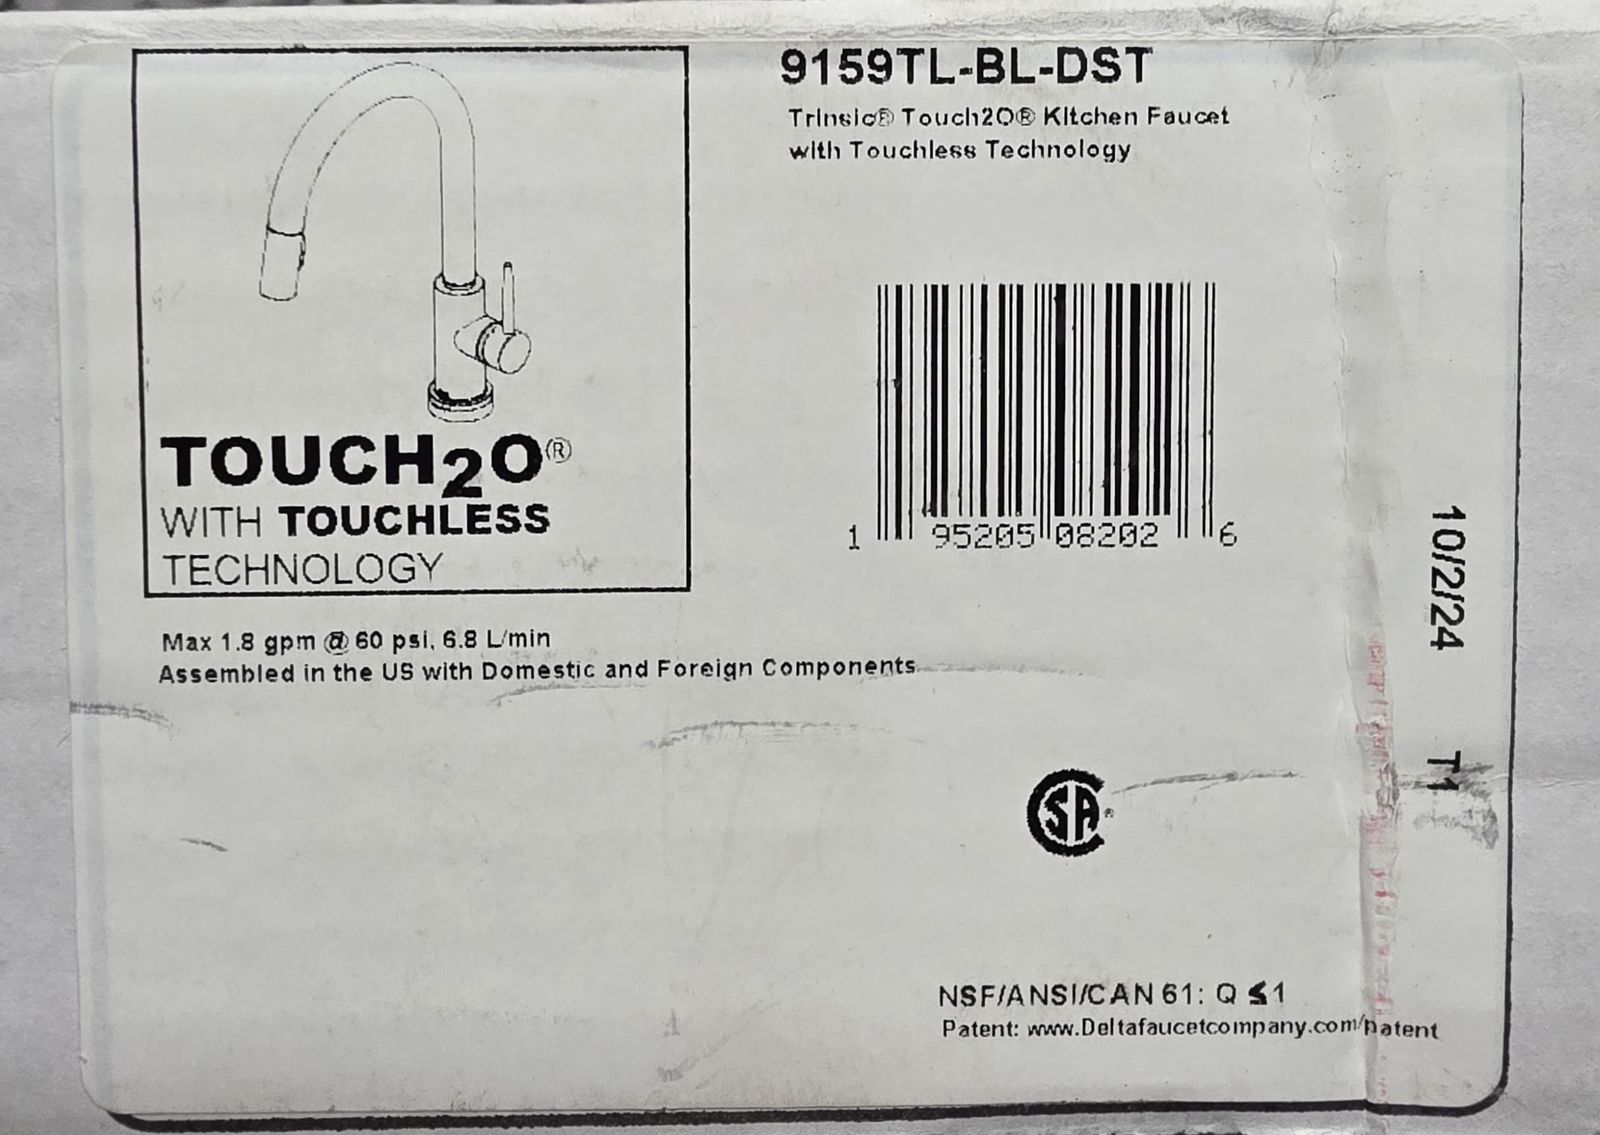 9159TL-BL-DST
Trinsic® Touch2O® Kitchen Faucet
with Touchless Technology
TOUCH2O®
WITH TOUCHLESS
TECHNOLOGY
1 95205 08202 6
Max 1.8 gpm @ 60 psi, 6.8 L/min
Assembled in the US with Domestic and Foreign Components
10/2/24 T1
SA®
NSF/ANSI/CAN 61: Q ≤ 1
Patent: www.Deltafaucetcompany.com/patent